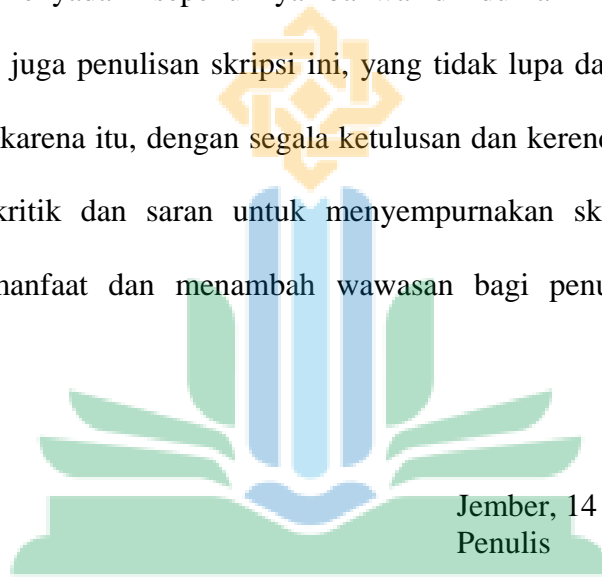 juga penulisan skripsi ini, yang tidak lupa da
karena itu, dengan segala ketulusan dan kerend
kritik dan saran untuk menyempurnakan sk
manfaat dan menambah wawasan bagi penu
Jember, 14
Penulis